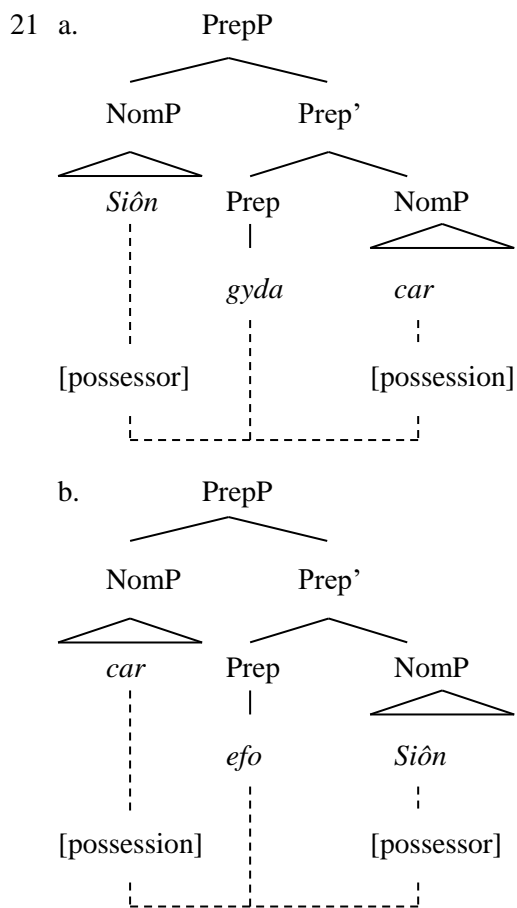 21 a. PrepP
NomP Prep’
Siôn Prep NomP
gyda car
[possessor] [possession]
b. PrepP
NomP Prep’
car Prep NomP
efo Siôn
[possession] [possessor]